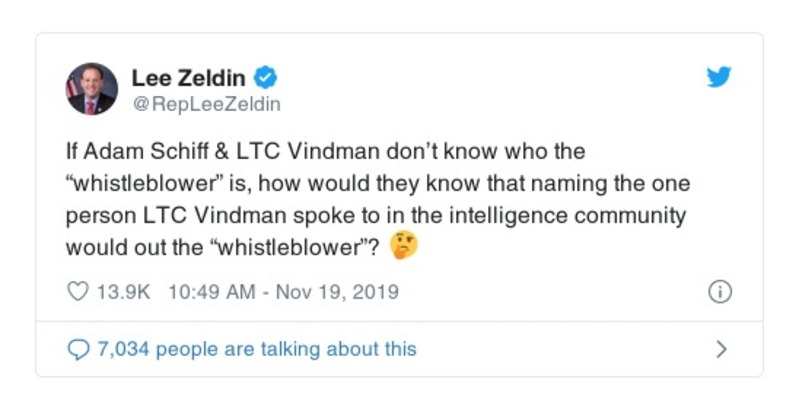 Lee Zeldin
@RepLeeZeldin
If Adam Schiff & LTC Vindman don’t know who the
“whistleblower” is, how would they know that naming the one
person LTC Vindman spoke to in the intelligence community
would out the “whistleblower”? 🤔
13.9K 10:49 AM - Nov 19, 2019
7,034 people are talking about this